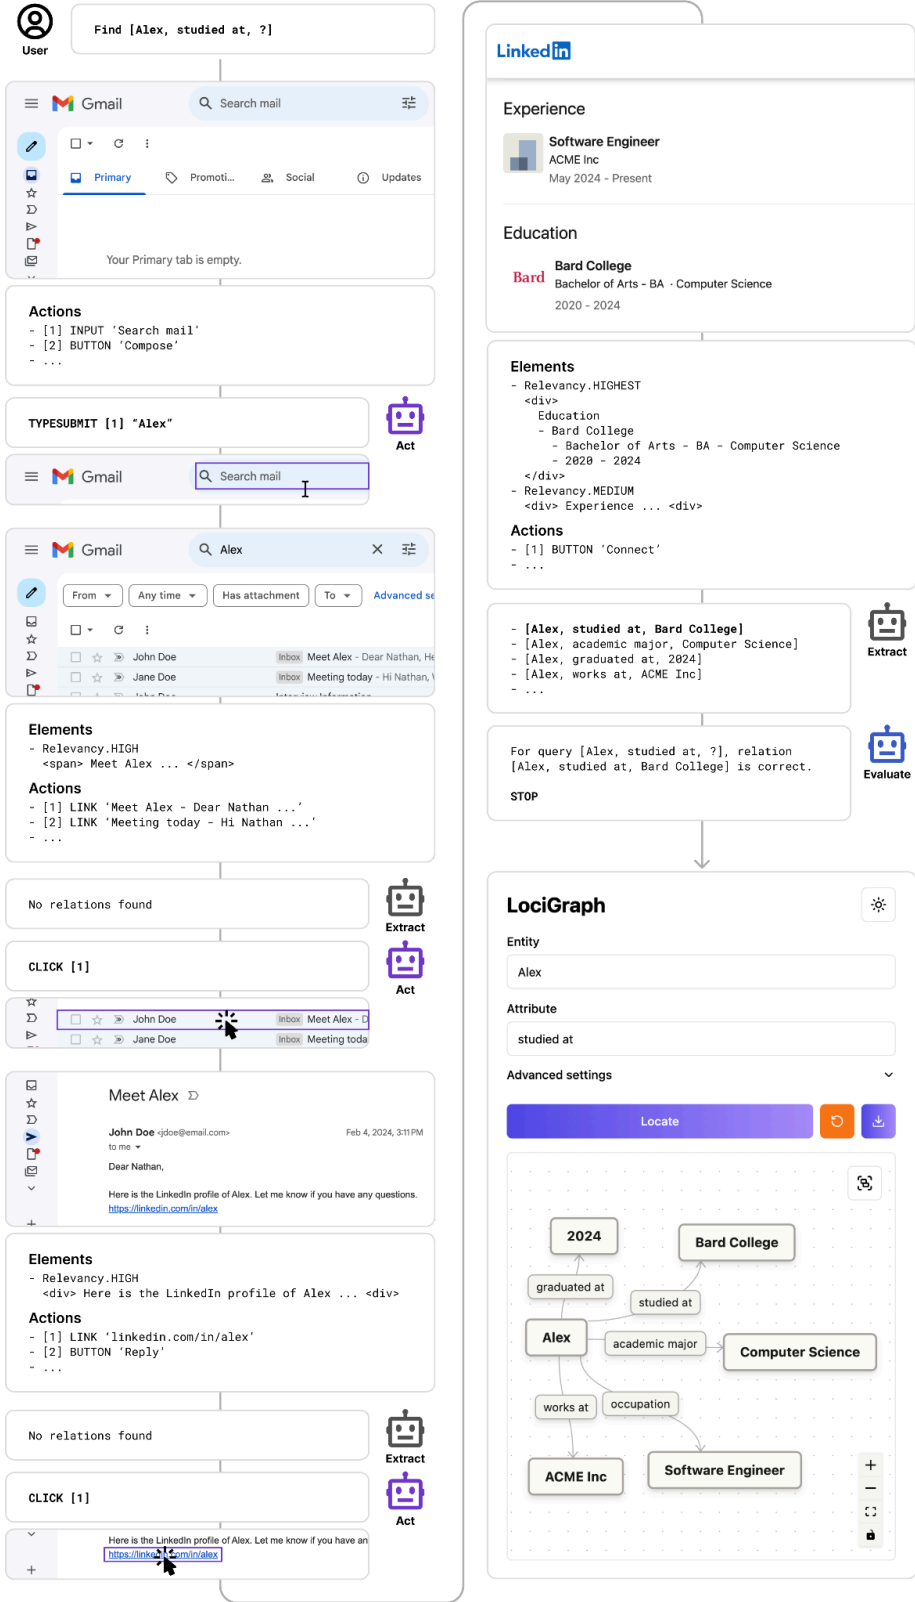 User
Find [Alex, studied at, ?]
Gmail
Search mail
Primary
Promoti...
Social
Updates
Your Primary tab is empty.
Actions
- [1] INPUT ‘Search mail’
- [2] BUTTON ‘Compose’
- ...
TYPESUBMIT [1] “Alex”
Act
Gmail
Search mail
Gmail
Alex
From
Any time
Has attachment
To
Advanced se
John Doe
Inbox Meet Alex - Dear Nathan, He
Jane Doe
Inbox Meeting today - Hi Nathan,
Elements
- Relevancy.HIGH
<span> Meet Alex ... </span>
Actions
- [1] LINK ‘Meet Alex - Dear Nathan ...’
- [2] LINK ‘Meeting today - Hi Nathan ...’
- ...
No relations found
Extract
CLICK [1]
Act
John Doe
Inbox Meet Alex - D
Jane Doe
Inbox Meeting toda
Meet Alex
John Doe <jdoe@email.com>
Feb 4, 2024, 3:11 PM
to me
Dear Nathan,
Here is the LinkedIn profile of Alex. Let me know if you have any questions.
https://linkedin.com/in/alex
Elements
- Relevancy.HIGH
<div> Here is the LinkedIn profile of Alex ... <div>
Actions
- [1] LINK ‘linkedin.com/in/alex’
- [2] BUTTON ‘Reply’
- ...
No relations found
Extract
CLICK [1]
Act
Here is the LinkedIn profile of Alex. Let me know if you have an
https://linkedin.com/in/alex
LinkedIn
Experience
Software Engineer
ACME Inc
May 2024 - Present
Education
Bard
Bard College
Bachelor of Arts - BA · Computer Science
2020 - 2024
Elements
- Relevancy.HIGHEST
<div>
Education
- Bard College
- Bachelor of Arts - BA - Computer Science
- 2020 - 2024
</div>
- Relevancy.MEDIUM
<div> Experience ... <div>
Actions
- [1] BUTTON ‘Connect’
- ...
- [Alex, studied at, Bard College]
- [Alex, academic major, Computer Science]
- [Alex, graduated at, 2024]
- [Alex, works at, ACME Inc]
- ...
Extract
For query [Alex, studied at, ?], relation
[Alex, studied at, Bard College] is correct.
STOP
Evaluate
LociGraph
Entity
Alex
Attribute
studied at
Advanced settings
Locate
2024
Bard College
graduated at
studied at
Alex
academic major
Computer Science
works at
occupation
ACME Inc
Software Engineer